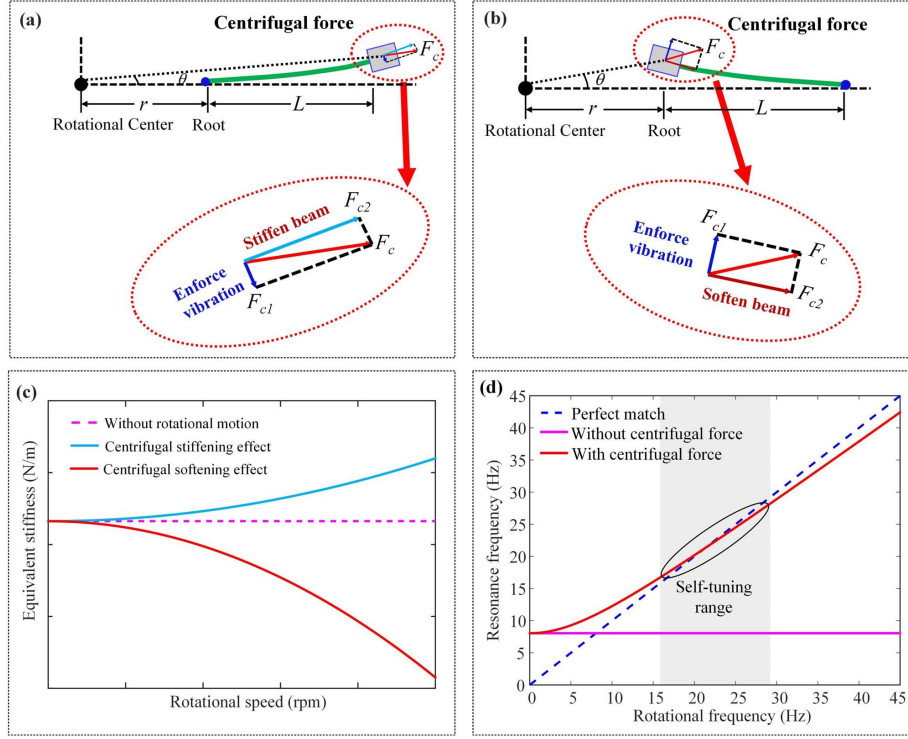 (a)
Centrifugal force
F_c
θ
r
L
Rotational Center
Root
F_c2
Stiffen beam
F_c
Enforce
vibration
F_c1
(b)
Centrifugal force
F_c
θ
r
L
Rotational Center
Root
F_c1
Enforce
vibration
F_c
Soften beam
F_c2
(c)
Without rotational motion
Centrifugal stiffening effect
Centrifugal softening effect
Equivalent stiffness (N/m)
Rotational speed (rpm)
(d)
45
40
35
30
25
20
15
10
5
0
Perfect match
Without centrifugal force
With centrifugal force
Self-tuning
range
Resonance frequency (Hz)
0 5 10 15 20 25 30 35 40 45
Rotational frequency (Hz)